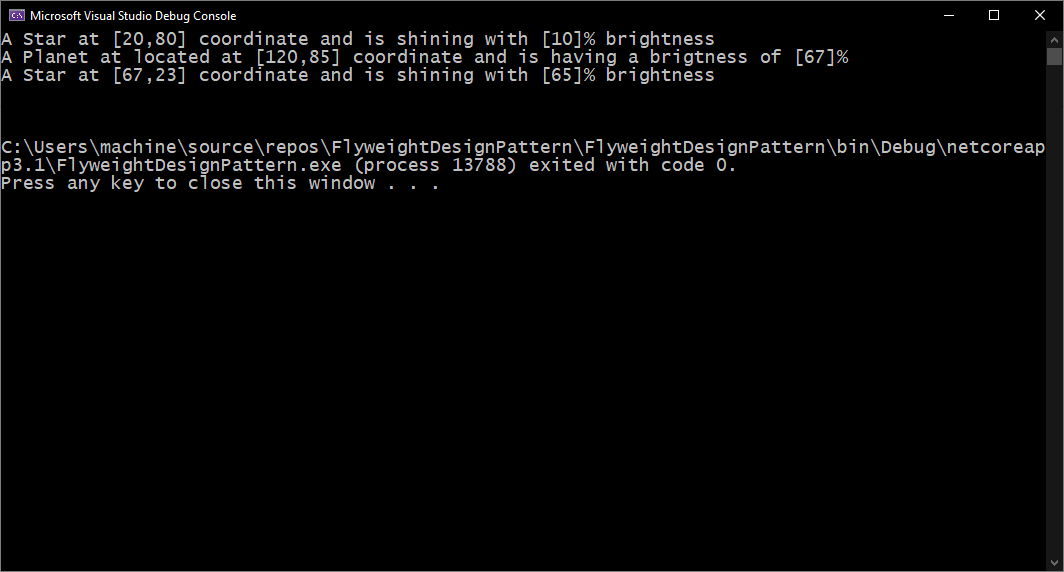 Microsoft Visual Studio Debug Console
A Star at [20,80] coordinate and is shining with [10]% brightness
A Planet at located at [120,85] coordinate and is having a brigtness of [67]%
A Star at [67,23] coordinate and is shining with [65]% brightness
C:\Users\machine\source\repos\FlyweightDesignPattern\FlyweightDesignPattern\bin\Debug\netcoreap
p3.1\FlyweightDesignPattern.exe (process 13788) exited with code 0.
Press any key to close this window . . .